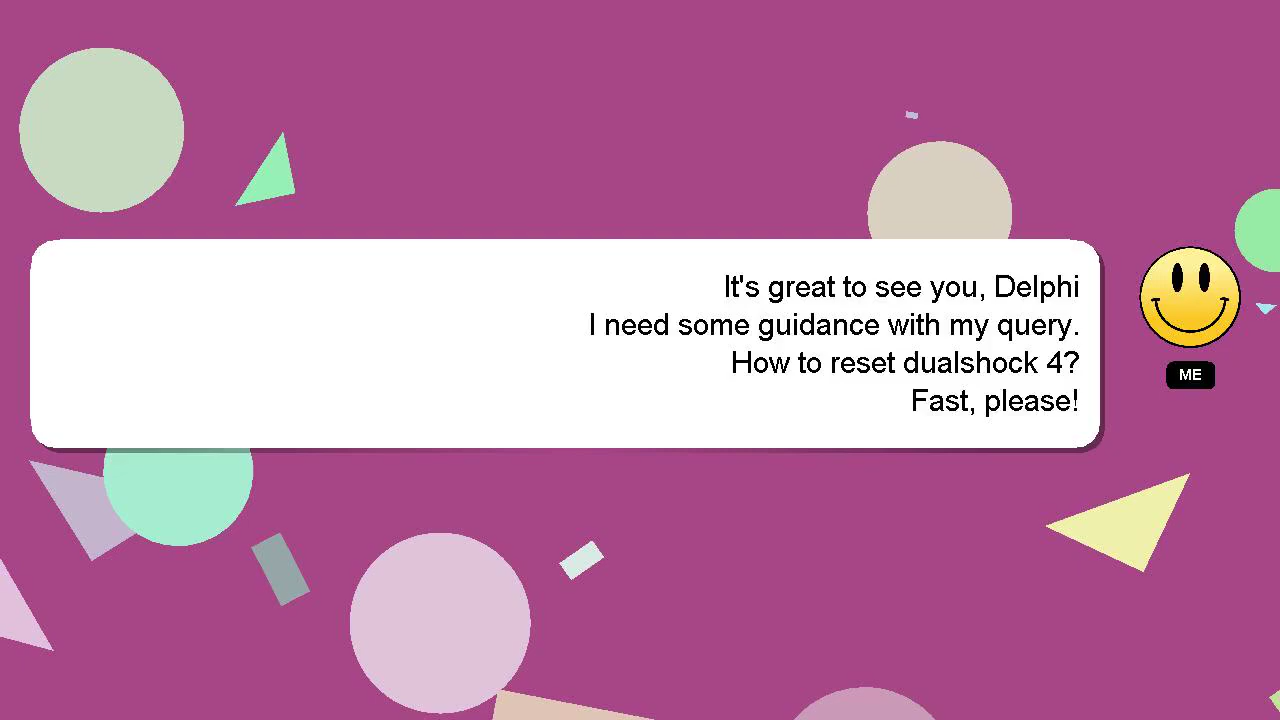 It's great to see you, Delphi
I need some guidance with my query.
How to reset dualshock 4?
Fast, please!
ME